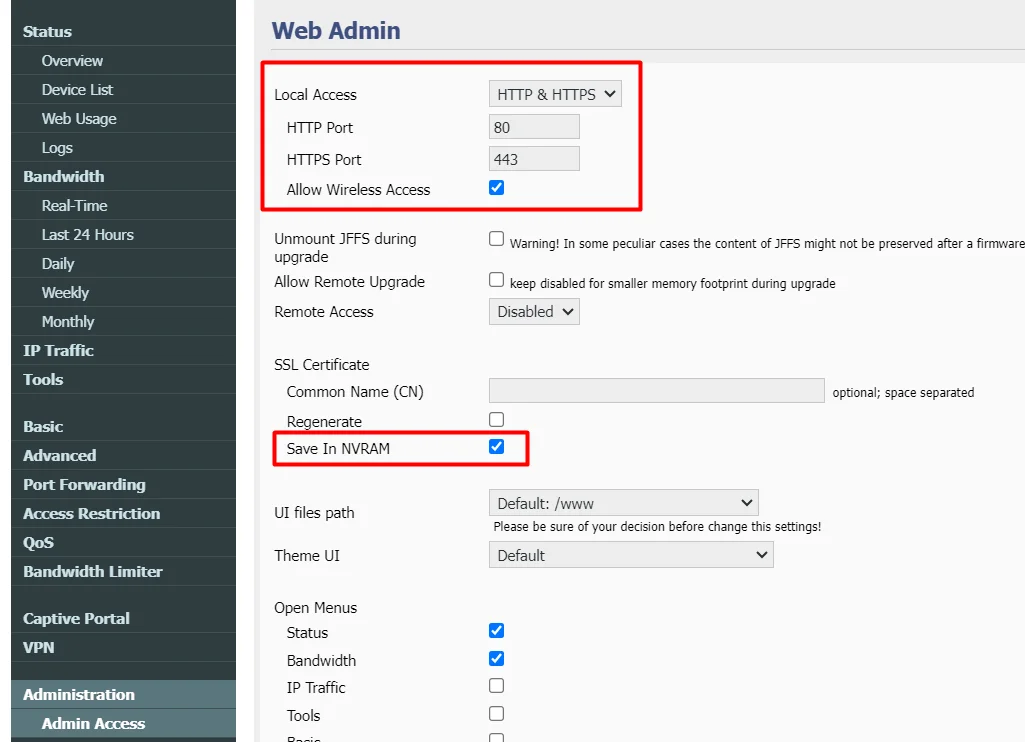 Status
Overview
Device List
Web Usage
Logs
Bandwidth
Real-Time
Last 24 Hours
Daily
Weekly
Monthly
IP Traffic
Tools
Basic
Advanced
Port Forwarding
Access Restriction
QoS
Bandwidth Limiter
Captive Portal
VPN
Administration
Admin Access
Web Admin
Local Access HTTP & HTTPS
HTTP Port 80
HTTPS Port 443
Allow Wireless Access
Unmount JFFS during
upgrade
Warning! In some peculiar cases the content of JFFS might not be preserved after a firmware
Allow Remote Upgrade keep disabled for smaller memory footprint during upgrade
Remote Access Disabled
SSL Certificate
Common Name (CN) optional; space separated
Regenerate
Save In NVRAM
UI files path Default: /www
Please be sure of your decision before change this settings!
Theme UI Default
Open Menus
Status
Bandwidth
IP Traffic
Tools
Basic